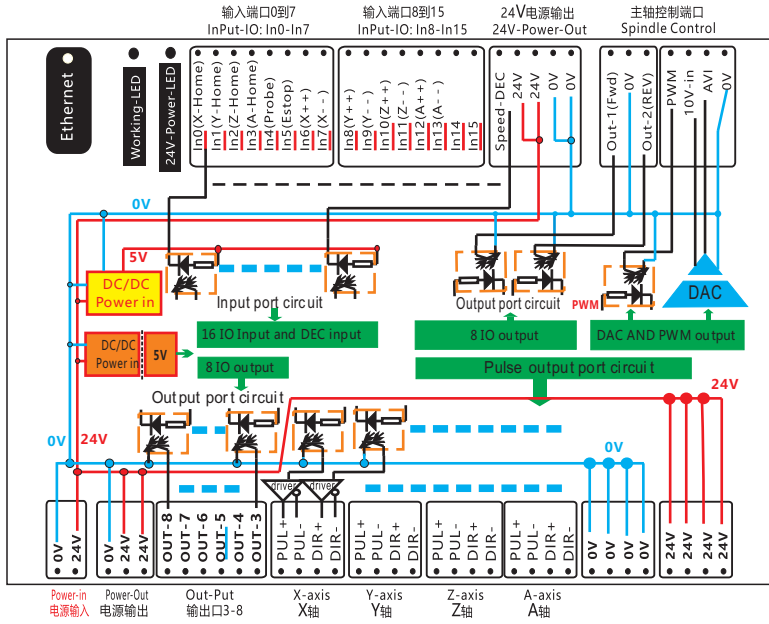 输入端口0到7
InPut-IO: In0-In7
输入端口8到15
InPut-IO: In8-In15
24V电源输出
24V-Power-Out
主轴控制端口
Spindle Control
Ethernet
Working-LED
24V-Power-LED
In0(X-Home)
In1(Y-Home)
In2(Z-Home)
In3(A-Home)
In4(Probe)
In5(Estop)
In6(X++)
In7(X--)
In8(Y++)
In9(Y--)
In10(Z++)
In11(Z--)
In12(A++)
In13(A--)
In14
In15
Speed-DEC
24V
24V
0V
0V
Out-1(Fwd)
0V
Out-2(REV)
PWM
10V-in
AVI
0V
0V
5V
DC/DC
Power in
Input port circuit
Output port circuit
PWM
DAC
16 IO Input and DEC input
8 IO output
DAC AND PWM output
DC/DC
Power in
5V
8 IO output
Pulse output port circuit
Output port circuit
24V
0V
24V
0V
driver
driver
0V
24V
0V
24V
24V
OUT-8
OUT-7
OUT-6
OUT-5
OUT-4
OUT-3
PUL+
PUL-
DIR+
DIR-
PUL+
PUL-
DIR+
DIR-
PUL+
PUL-
DIR+
DIR-
PUL+
PUL-
DIR+
DIR-
0V
0V
0V
0V
24V
24V
24V
24V
Power-in
电源输入
Power-Out
电源输出
Out-Put
输出口3-8
X-axis
X轴
Y-axis
Y轴
Z-axis
Z轴
A-axis
A轴